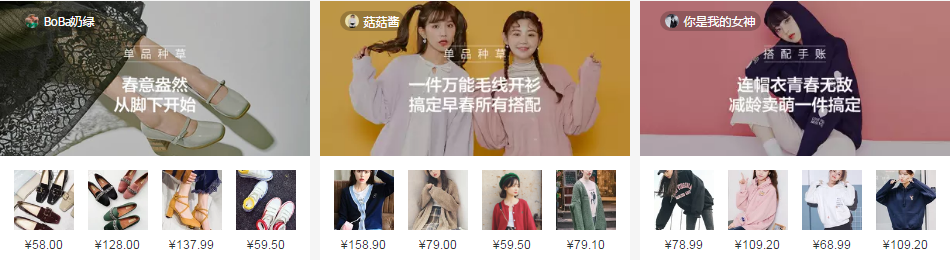 BoBa奶绿
单品种草
春意盎然
从脚下开始
¥58.00
¥128.00
¥137.99
¥59.50
菇菇酱
单品种草
一件万能毛线开衫
搞定早春所有搭配
¥158.90
¥79.00
¥59.50
¥79.10
你是我的女神
搭配手账
连帽衣青春无敌
减龄卖萌一件搞定
¥78.99
¥109.20
¥68.99
¥109.20